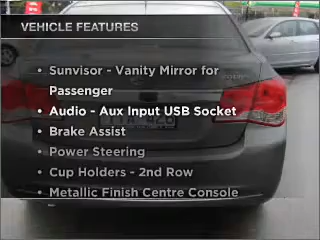 VEHICLE FEATURES
• Sunvisor - Vanity Mirror for
Passenger
• Audio - Aux Input USB Socket
• Brake Assist
• Power Steering
• Cup Holders - 2nd Row
• Metallic Finish Centre Console